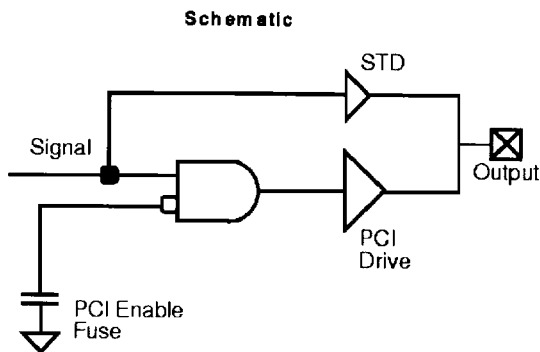 Schematic
STD
Signal
Output
PCI
Drive
PCI Enable
Fuse